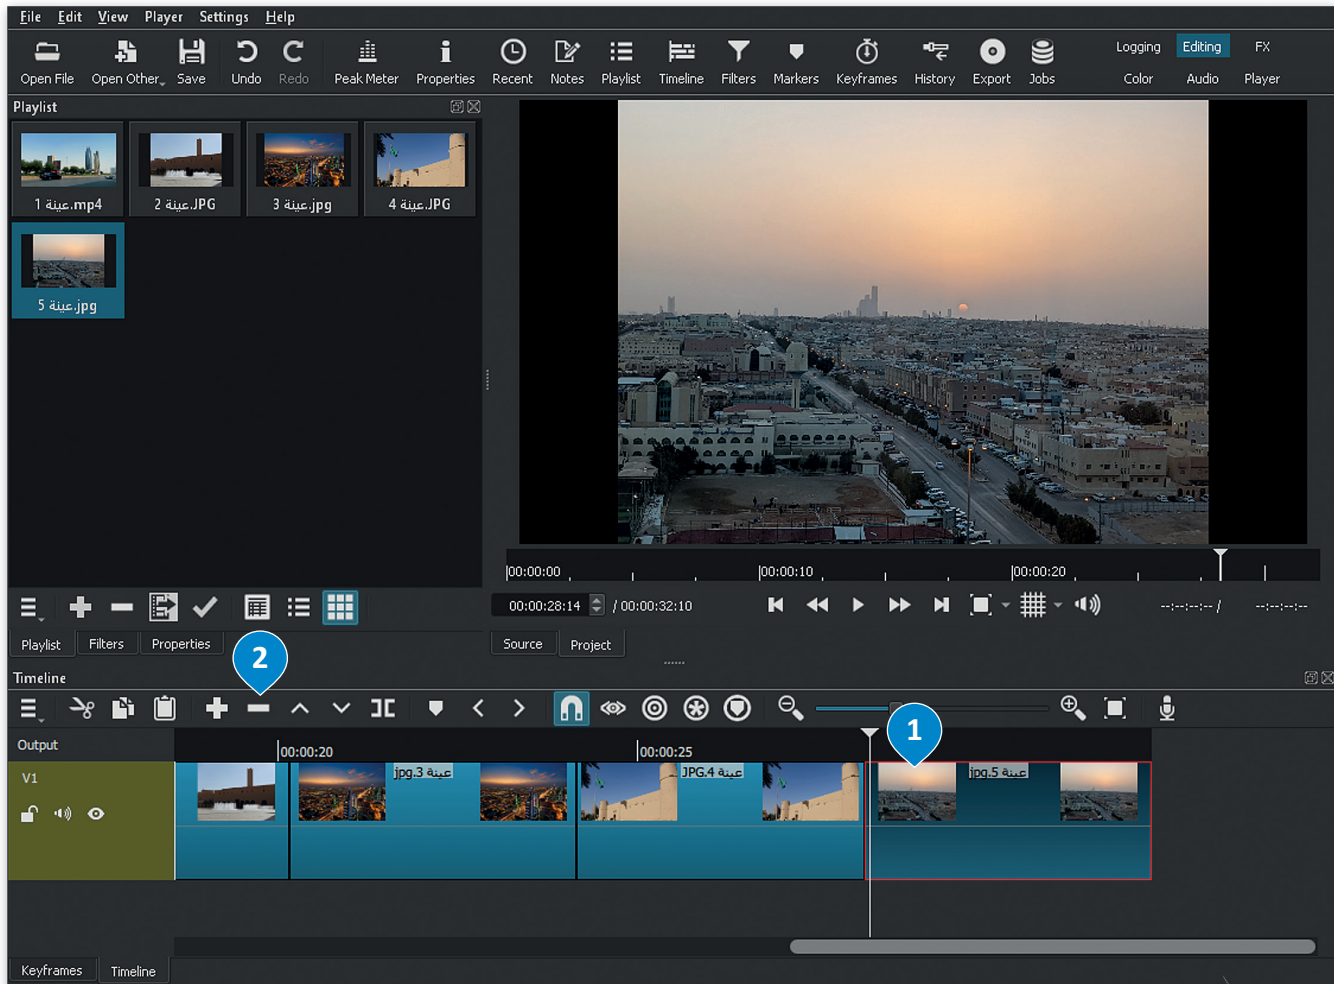 File Edit View Player Settings Help
Open File Open Other Save Undo Redo Peak Meter Properties Recent Notes Playlist Timeline Filters Markers Keyframes History Export Jobs
Logging Editing FX
Color Audio Player
Playlist
عينة 1.mp4
عينة 2.JPG
عينة 3.jpg
عينة 4.JPG
عينة 5.jpg
00:00:00 00:00:10 00:00:20
00:00:28:14 / 00:00:32:10 --:--:--:-- / --:--:--:--
Playlist Filters Properties
Source Project
2
Timeline
1
Output 00:00:20 00:00:25
V1
عينة 3.jpg
عينة 4.JPG
عينة 5.jpg
Keyframes Timeline